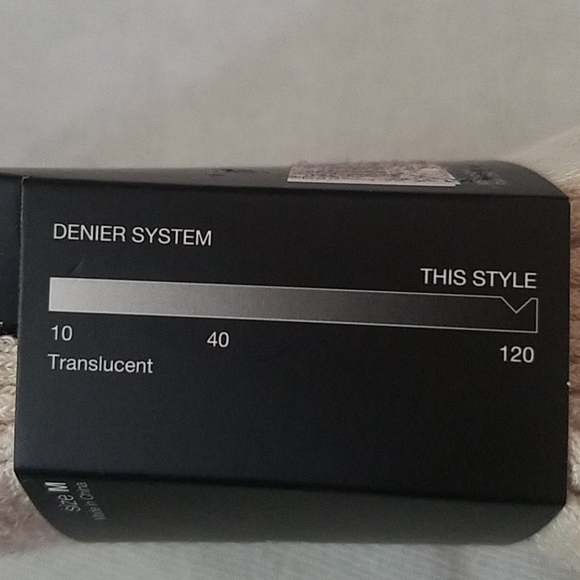 DENIER SYSTEM
THIS STYLE
10
40
120
Translucent
size M
Made in China